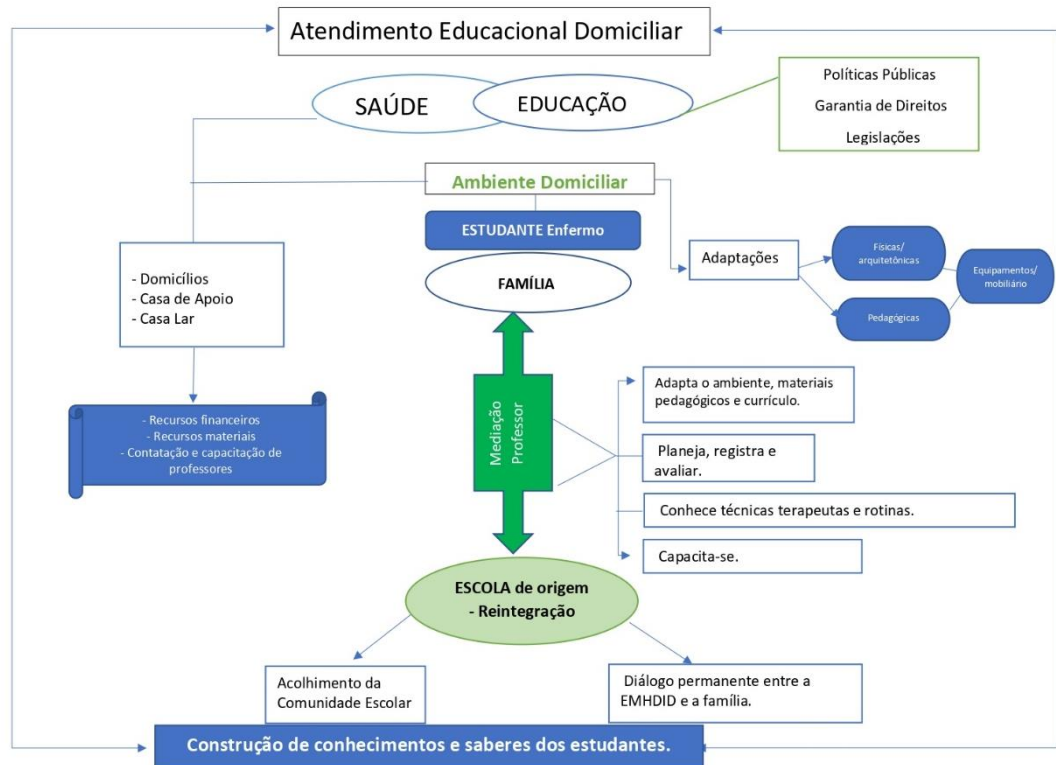 Atendimento Educacional Domiciliar
SAÚDE
EDUCAÇÃO
Políticas Públicas
Garantia de Direitos
Legislações
Ambiente Domiciliar
ESTUDANTE Enfermo
FAMÍLIA
- Domicílios
- Casa de Apoio
- Casa Lar
Adaptações
Físicas/
arquitetônicas
Equipamentos/
mobiliário
Pedagógicas
- Recursos financeiros
- Recursos materiais
- Contatação e capacitação de
professores
Mediação
Professor
Adapta o ambiente, materiais
pedagógicos e currículo.
Planeja, registra e
avaliar.
Conhece técnicas terapeutas e rotinas.
Capacita-se.
ESCOLA de origem
- Reintegração
Acolhimento da
Comunidade Escolar
Diálogo permanente entre a
EMHDID e a família.
Construção de conhecimentos e saberes dos estudantes.